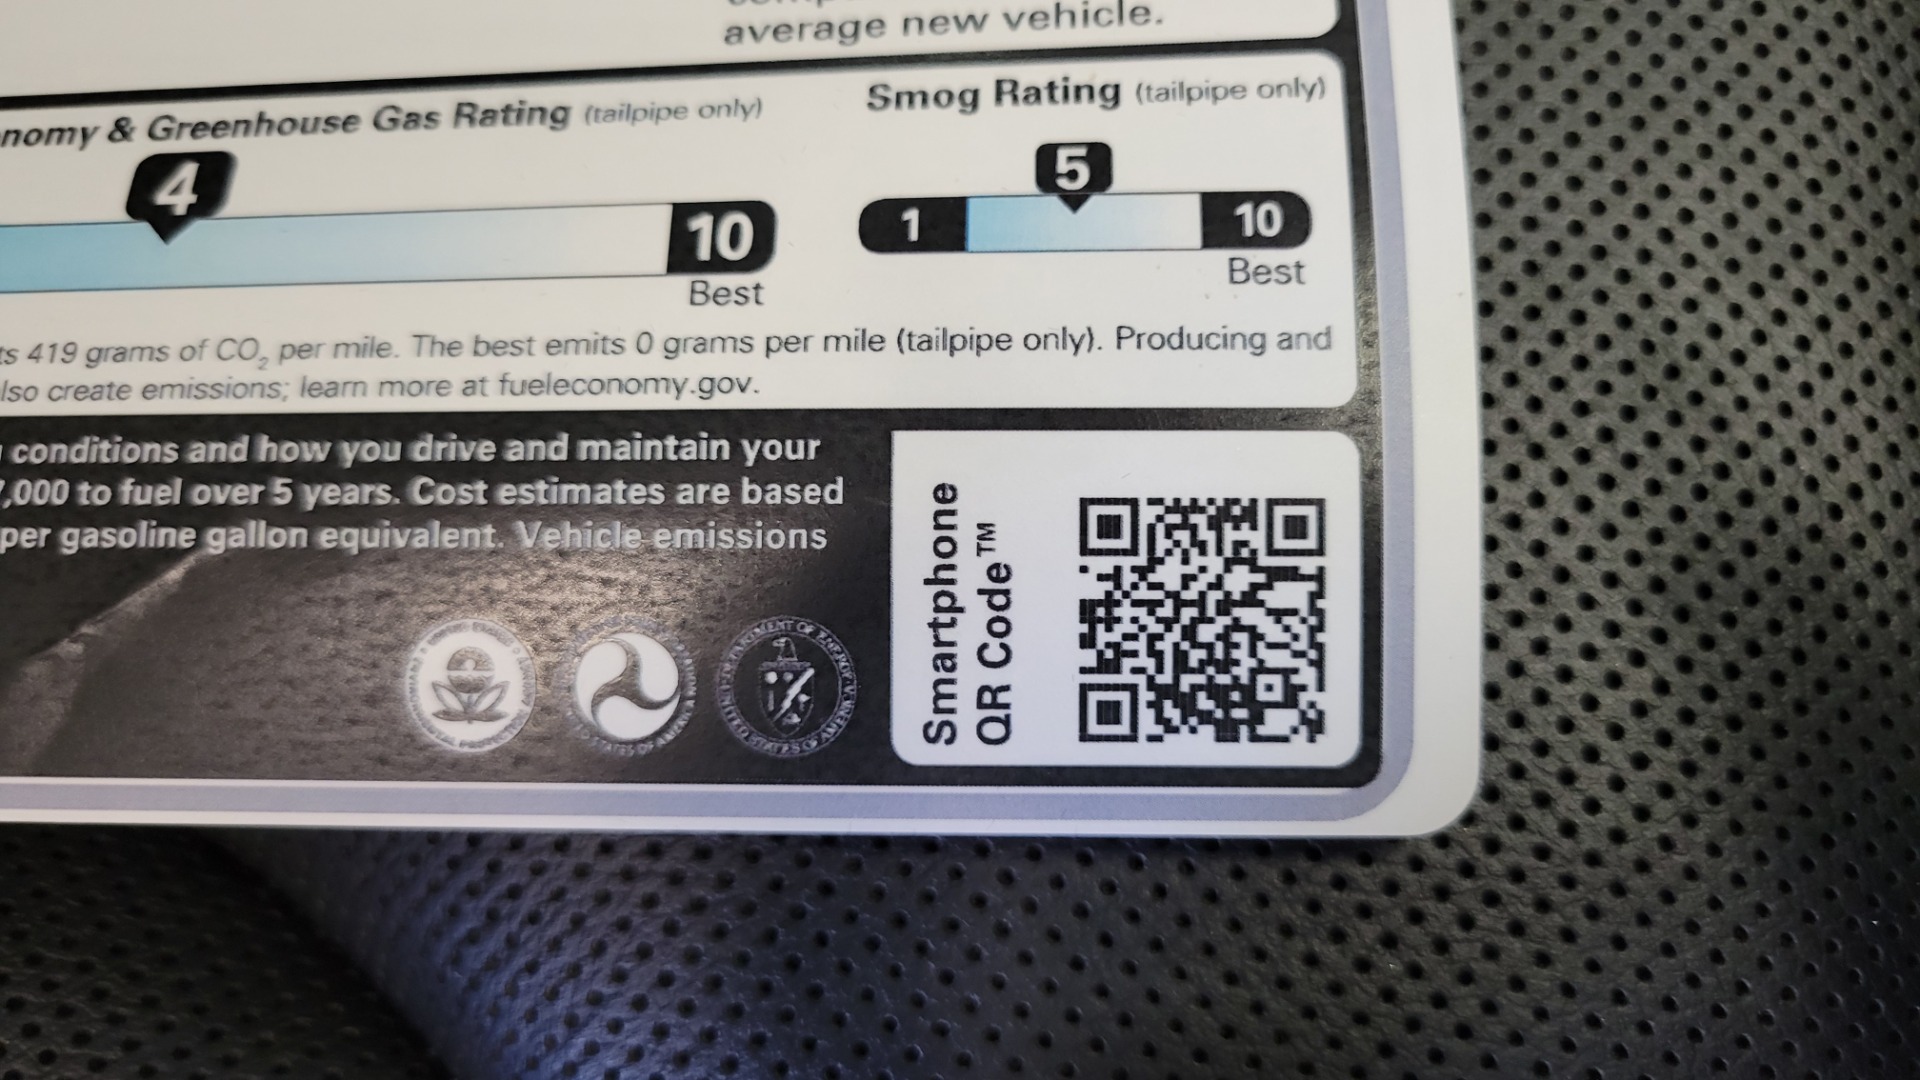 average new vehicle.
nomy & Greenhouse Gas Rating (tailpipe only)
4
10
Best
Smog Rating (tailpipe only)
5
1
10
Best
ts 419 grams of CO₂ per mile. The best emits 0 grams per mile (tailpipe only). Producing and
lso create emissions; learn more at fueleconomy.gov.
conditions and how you drive and maintain your
,000 to fuel over 5 years. Cost estimates are based
per gasoline gallon equivalent. Vehicle emissions
Smartphone
QR Code™